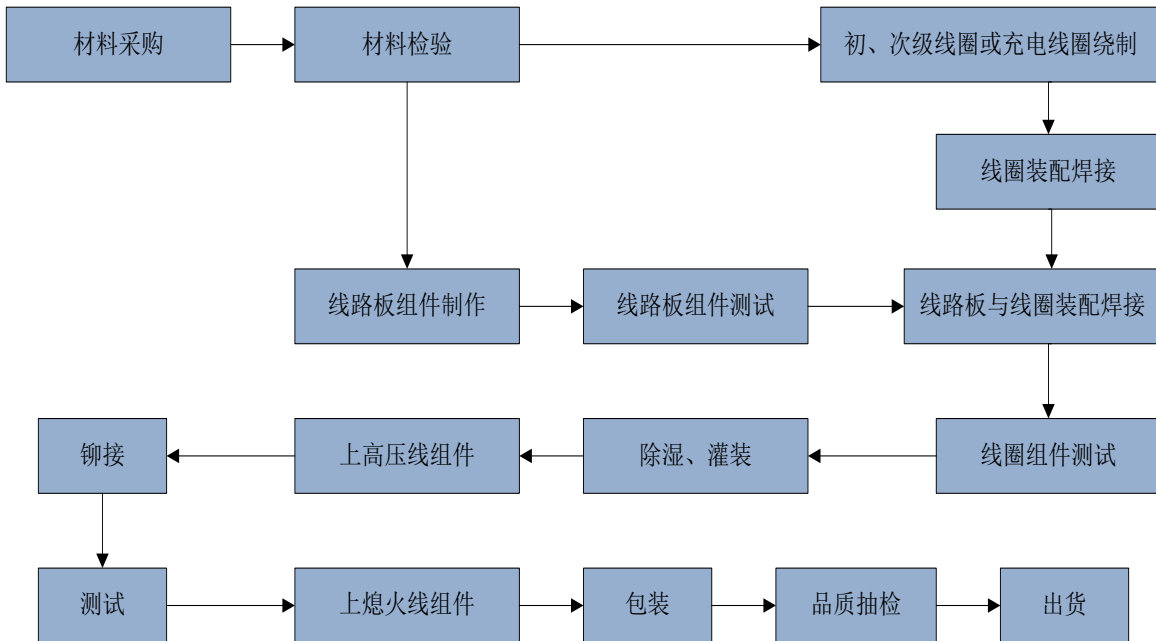 材料采购
材料检验
初、次级线圈或充电线圈绕制
线圈装配焊接
线路板组件制作
线路板组件测试
线路板与线圈装配焊接
铆接
上高压线组件
除湿、灌装
线圈组件测试
测试
上熄火线组件
包装
品质抽检
出货